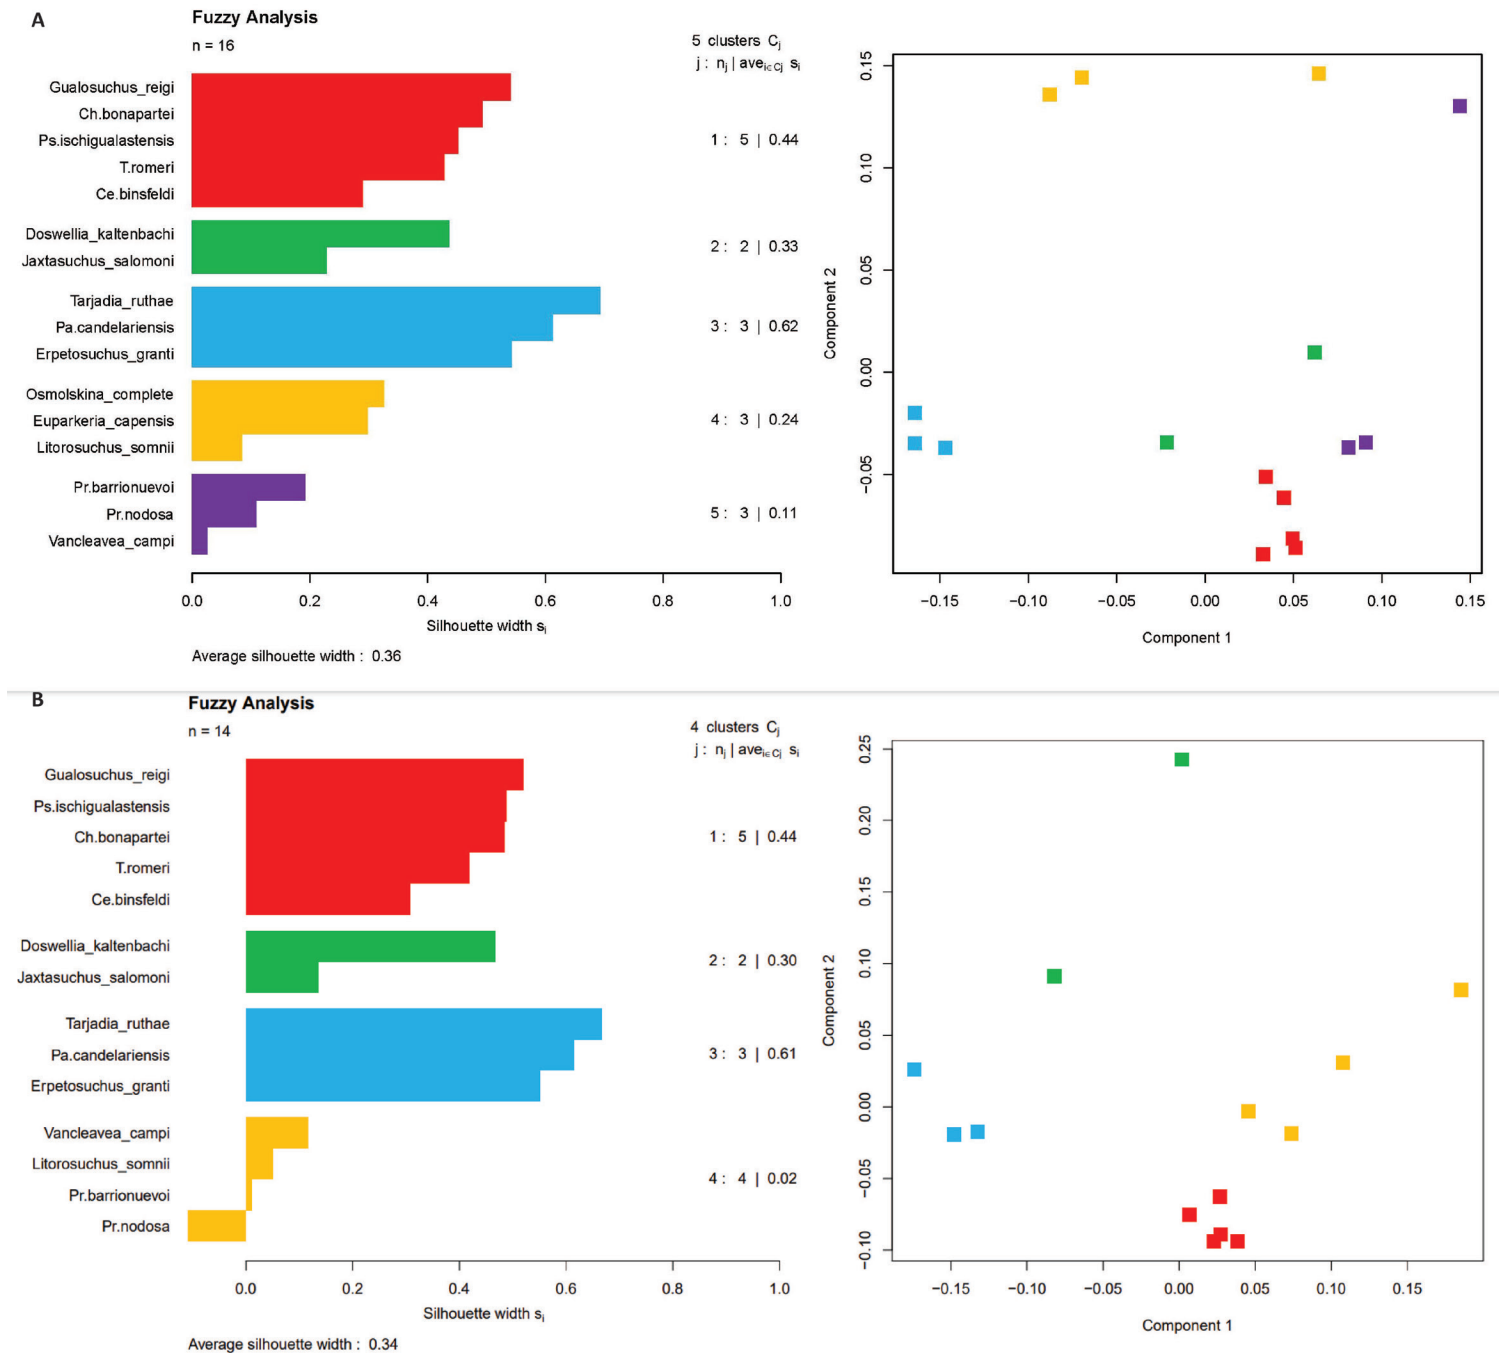 A
Fuzzy Analysis
n = 16
5 clusters Cj
j : nj | avei∈Cj si
Gualosuchus_reigi
Ch.bonapartei
Ps.ischigualastensis
T.romeri
Ce.binsfeldi
1 : 5 | 0.44
Doswellia_kaltenbachi
Jaxtasuchus_salomoni
2 : 2 | 0.33
Tarjadia_ruthae
Pa.candelariensis
Erpetosuchus_granti
3 : 3 | 0.62
Osmolskina_complete
Euparkeria_capensis
Litorosuchus_somnii
4 : 3 | 0.24
Pr.barrionuevoi
Pr.nodosa
Vancleavea_campi
5 : 3 | 0.11
0.0 0.2 0.4 0.6 0.8 1.0
Silhouette width si
Average silhouette width : 0.36
0.15
0.10
0.05
0.00
−0.05
Component 2
−0.15 −0.10 −0.05 0.00 0.05 0.10 0.15
Component 1
B
Fuzzy Analysis
n = 14
4 clusters Cj
j : nj | avei∈Cj si
Gualosuchus_reigi
Ps.ischigualastensis
Ch.bonapartei
T.romeri
Ce.binsfeldi
1 : 5 | 0.44
Doswellia_kaltenbachi
Jaxtasuchus_salomoni
2 : 2 | 0.30
Tarjadia_ruthae
Pa.candelariensis
Erpetosuchus_granti
3 : 3 | 0.61
Vancleavea_campi
Litorosuchus_somnii
Pr.barrionuevoi
Pr.nodosa
4 : 4 | 0.02
0.0 0.2 0.4 0.6 0.8 1.0
Silhouette width si
Average silhouette width : 0.34
0.25
0.20
0.15
0.10
0.05
0.00
−0.05
−0.10
Component 2
−0.15 −0.10 −0.05 0.00 0.05 0.10 0.15
Component 1